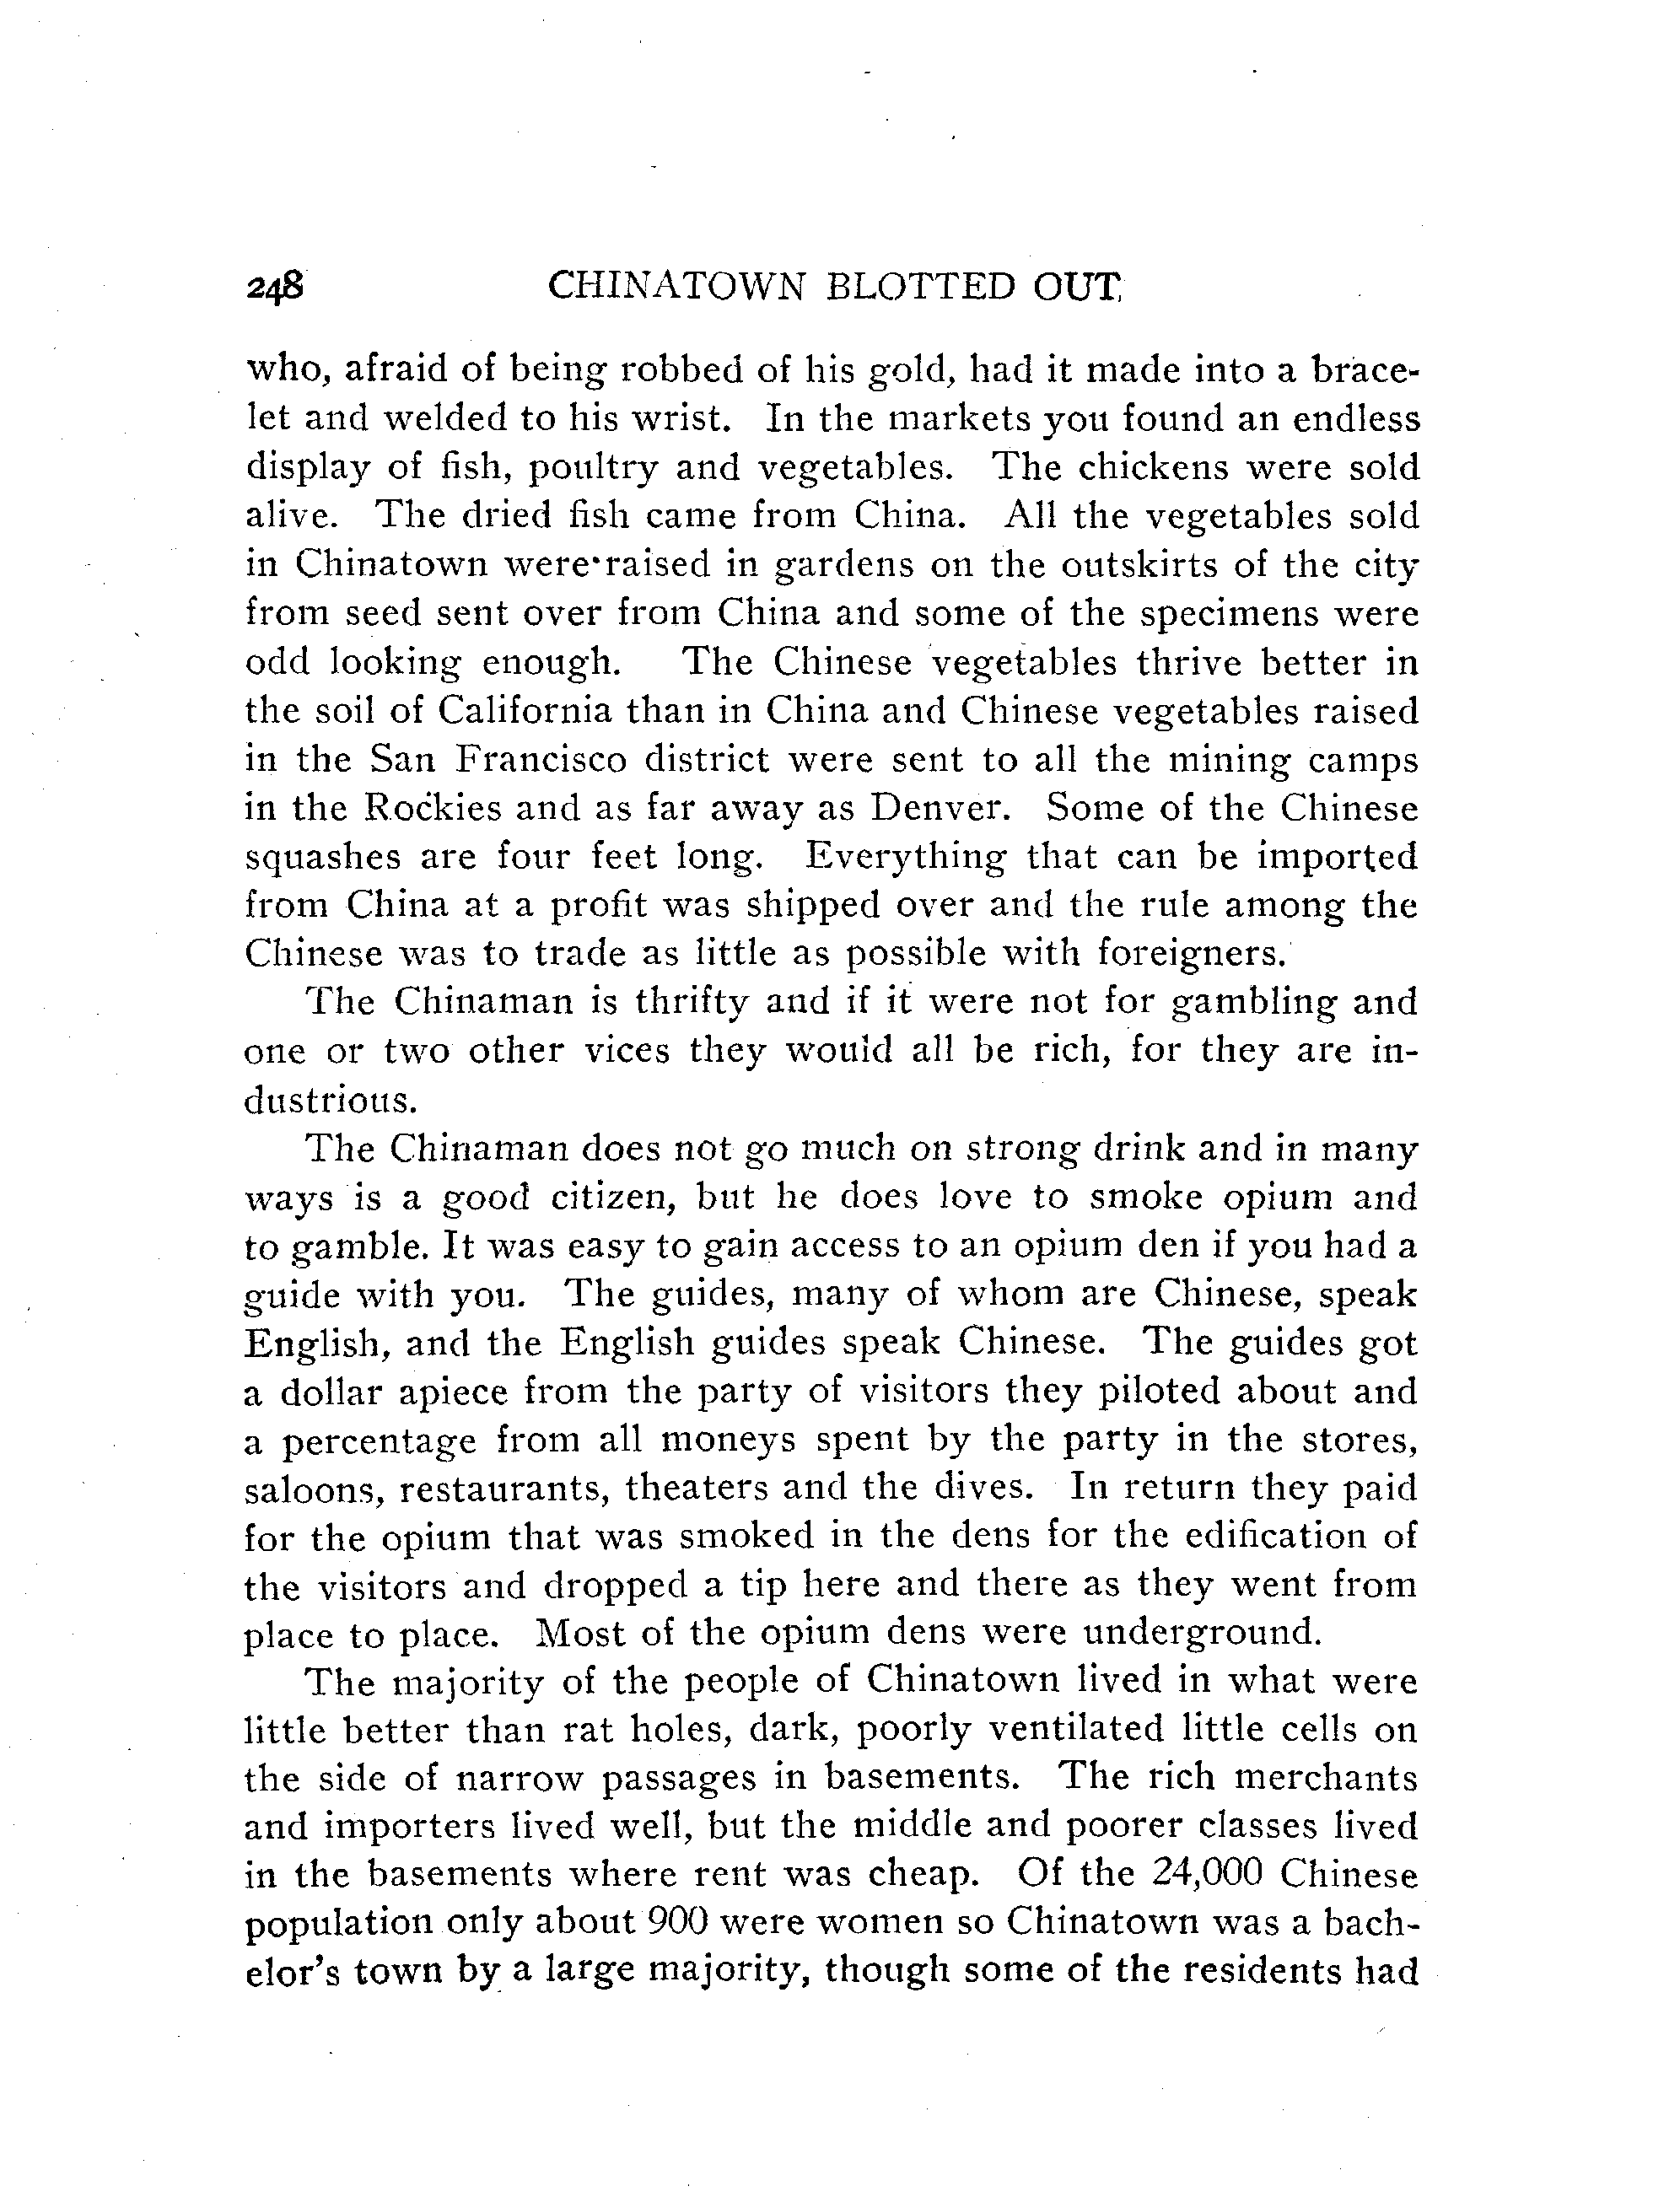 248 CHINATOWN BLOTTED OUT
who, afraid of being robbed of his gold, had it made into a brace-
let and welded to his wrist. In the markets you found an endless
display of fish, poultry and vegetables. The chickens were sold
alive. The dried fish came from China. All the vegetables sold
in Chinatown were raised in gardens on the outskirts of the city
from seed sent over from China and some of the specimens were
odd looking enough. The Chinese vegetables thrive better in
the soil of California than in China and Chinese vegetables raised
in the San Francisco district were sent to all the mining camps
in the Rockies and as far away as Denver. Some of the Chinese
squashes are four feet long. Everything that can be imported
from China at a profit was shipped over and the rule among the
Chinese was to trade as little as possible with foreigners.
The Chinaman is thrifty and if it were not for gambling and
one or two other vices they would all be rich, for they are in-
dustrious.
The Chinaman does not go much on strong drink and in many
ways is a good citizen, but he does love to smoke opium and
to gamble. It was easy to gain access to an opium den if you had a
guide with you. The guides, many of whom are Chinese, speak
English, and the English guides speak Chinese. The guides got
a dollar apiece from the party of visitors they piloted about and
a percentage from all moneys spent by the party in the stores,
saloons, restaurants, theaters and the dives. In return they paid
for the opium that was smoked in the dens for the edification of
the visitors and dropped a tip here and there as they went from
place to place. Most of the opium dens were underground.
The majority of the people of Chinatown lived in what were
little better than rat holes, dark, poorly ventilated little cells on
the side of narrow passages in basements. The rich merchants
and importers lived well, but the middle and poorer classes lived
in the basements where rent was cheap. Of the 24,000 Chinese
population only about 900 were women so Chinatown was a bach-
elor's town by a large majority, though some of the residents had